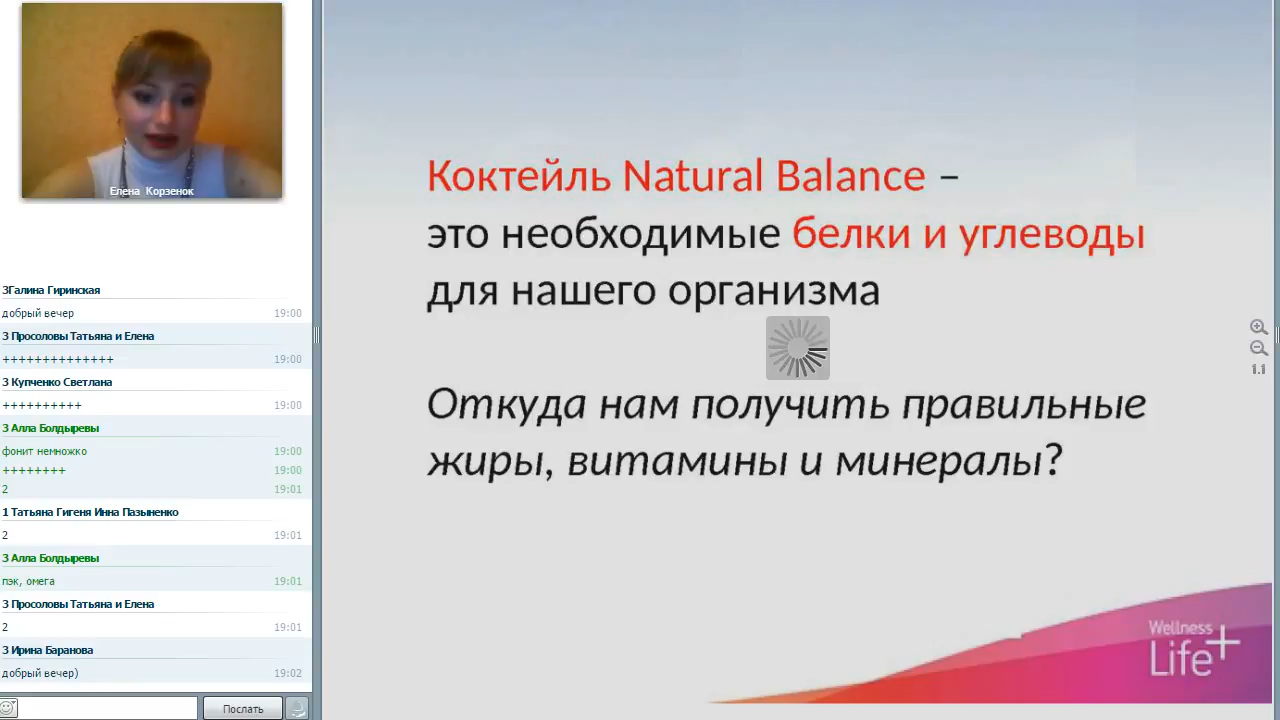 Елена Корзенок
3Галина Гиринская
добрый вечер 19:00
3 Просоловы Татьяна и Елена
++++++++++++++ 19:00
3 Купченко Светлана
++++++++++ 19:00
3 Алла Болдыревы
фонит немножко 19:00
++++++++ 19:00
2 19:01
1 Татьяна Гигеня Инна Пазыненко
2 19:01
3 Алла Болдыревы
пэк, омега 19:01
3 Просоловы Татьяна и Елена
2 19:01
3 Ирина Баранова
добрый вечер) 19:02
Послать
Коктейль Natural Balance –
это необходимые белки и углеводы
для нашего организма
Откуда нам получить правильные
жиры, витамины и минералы?
1.1
Wellness
Life+